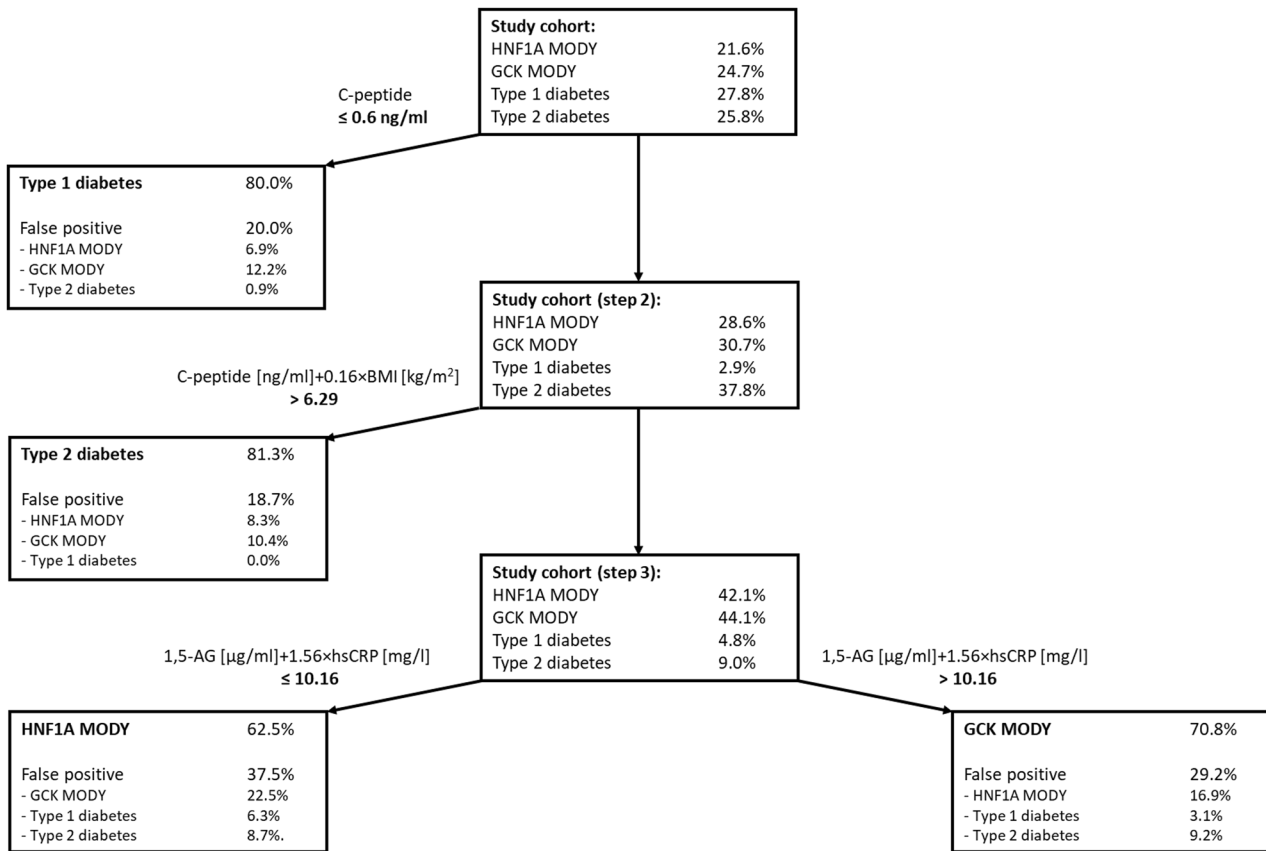 Study cohort:
HNF1A MODY 21.6%
GCK MODY 24.7%
Type 1 diabetes 27.8%
Type 2 diabetes 25.8%
C-peptide
≤ 0.6 ng/ml
Type 1 diabetes 80.0%
False positive 20.0%
- HNF1A MODY 6.9%
- GCK MODY 12.2%
- Type 2 diabetes 0.9%
Study cohort (step 2):
HNF1A MODY 28.6%
GCK MODY 30.7%
Type 1 diabetes 2.9%
Type 2 diabetes 37.8%
C-peptide [ng/ml]+0.16×BMI [kg/m²]
> 6.29
Type 2 diabetes 81.3%
False positive 18.7%
- HNF1A MODY 8.3%
- GCK MODY 10.4%
- Type 1 diabetes 0.0%
Study cohort (step 3):
HNF1A MODY 42.1%
GCK MODY 44.1%
Type 1 diabetes 4.8%
Type 2 diabetes 9.0%
1,5-AG [µg/ml]+1.56×hsCRP [mg/l]
≤ 10.16
1,5-AG [µg/ml]+1.56×hsCRP [mg/l]
> 10.16
HNF1A MODY 62.5%
False positive 37.5%
- GCK MODY 22.5%
- Type 1 diabetes 6.3%
- Type 2 diabetes 8.7%.
GCK MODY 70.8%
False positive 29.2%
- HNF1A MODY 16.9%
- Type 1 diabetes 3.1%
- Type 2 diabetes 9.2%